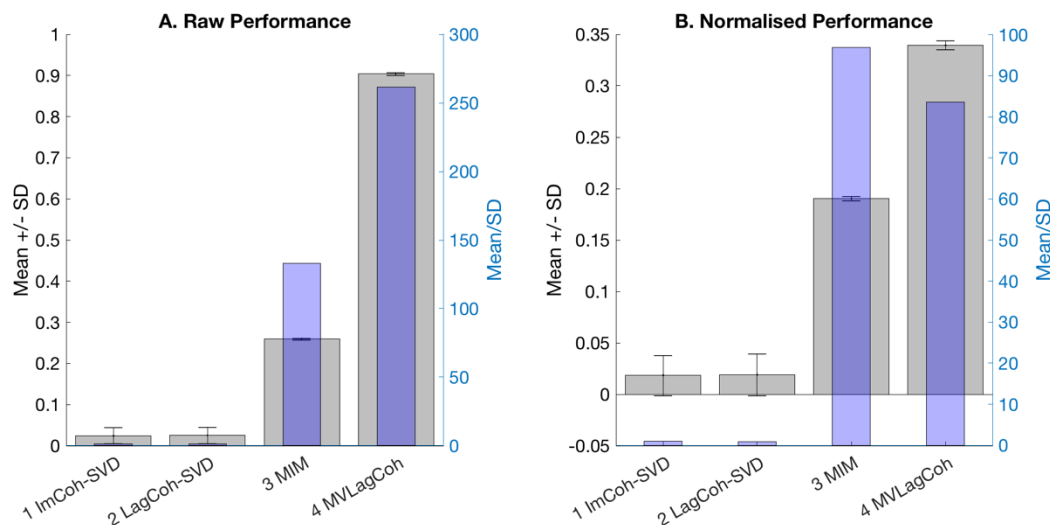 A. Raw Performance
Mean +/- SD
1
0.9
0.8
0.7
0.6
0.5
0.4
0.3
0.2
0.1
0
300
250
200
150
100
50
0
Mean/SD
1 ImCoh-SVD
2 LagCoh-SVD
3 MIM
4 MVLagCoh
B. Normalised Performance
Mean +/- SD
0.35
0.3
0.25
0.2
0.15
0.1
0.05
0
-0.05
100
90
80
70
60
50
40
30
20
10
0
Mean/SD
1 ImCoh-SVD
2 LagCoh-SVD
3 MIM
4 MVLagCoh